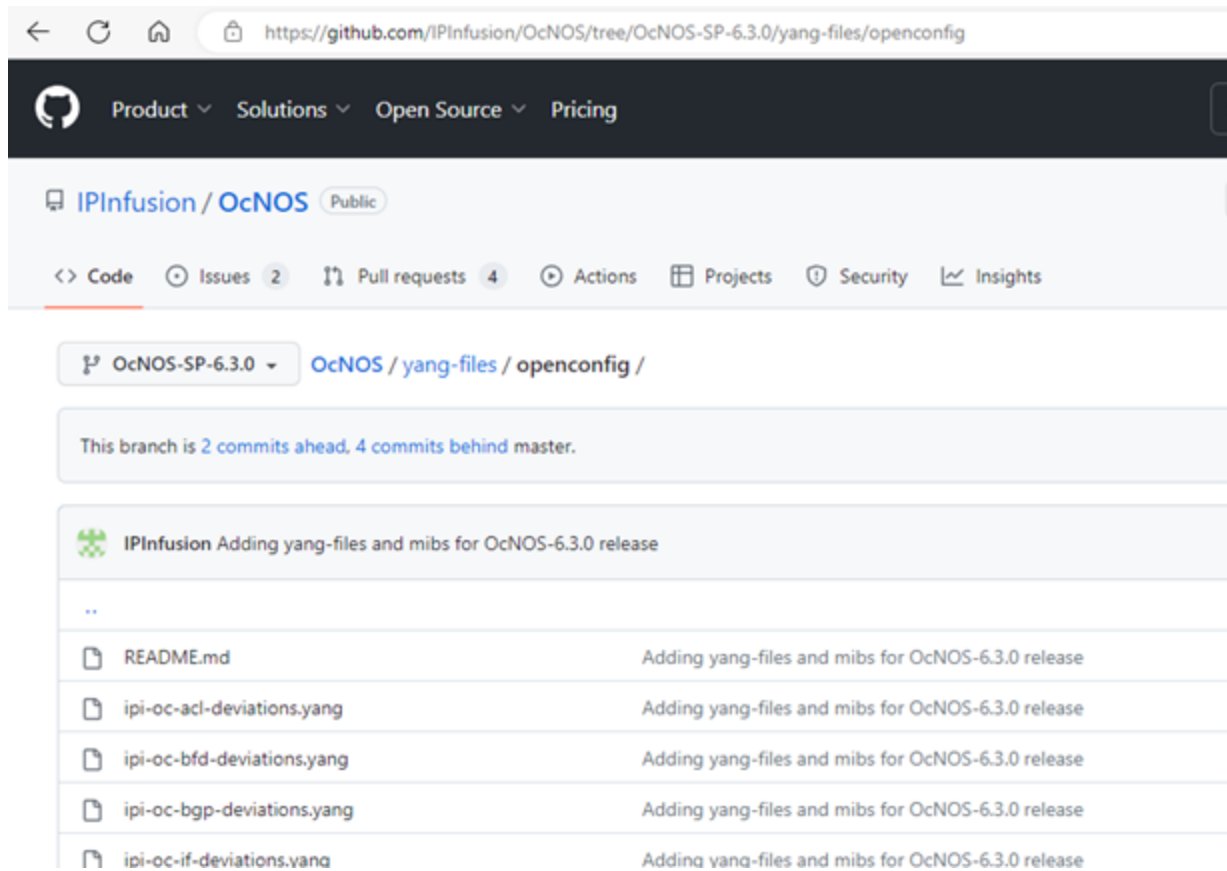 https://github.com/IPInfusion/OcNOS/tree/OcNOS-SP-6.3.0/yang-files/openconfig
Product Solutions Open Source Pricing
IPInfusion / OcNOS Public
<> Code Issues 2 Pull requests 4 Actions Projects Security Insights
OcNOS-SP-6.3.0 OcNOS / yang-files / openconfig /
This branch is 2 commits ahead, 4 commits behind master.
IPInfusion Adding yang-files and mibs for OcNOS-6.3.0 release
..
README.md Adding yang-files and mibs for OcNOS-6.3.0 release
ipi-oc-acl-deviations.yang Adding yang-files and mibs for OcNOS-6.3.0 release
ipi-oc-bfd-deviations.yang Adding yang-files and mibs for OcNOS-6.3.0 release
ipi-oc-bgp-deviations.yang Adding yang-files and mibs for OcNOS-6.3.0 release
ipi-oc-if-deviations.yang Adding yang-files and mibs for OcNOS-6.3.0 release